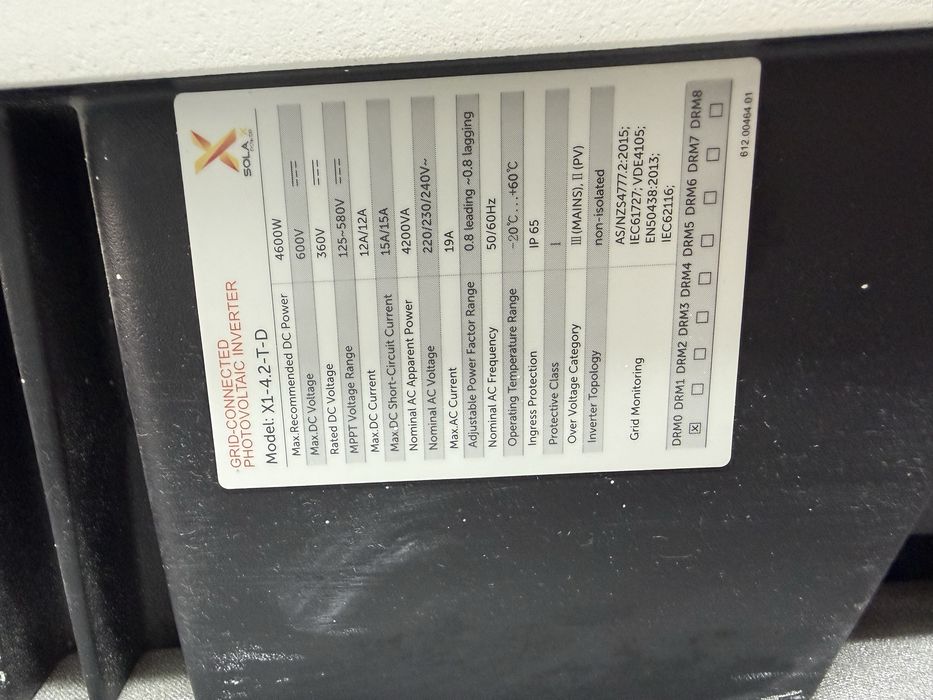 SOLAX
POWER
GRID-CONNECTED
PHOTOVOLTAIC INVERTER
Model: X1-4.2-T-D
Max.Recommended DC Power 4600W
Max.DC Voltage 600V
Rated DC Voltage 360V
MPPT Voltage Range 125~580V
Max.DC Current 12A/12A
Max.DC Short-Circuit Current 15A/15A
Nominal AC Apparent Power 4200VA
Nominal AC Voltage 220/230/240V~
Max.AC Current 19A
Adjustable Power Factor Range 0.8 leading ~0.8 lagging
Nominal AC Frequency 50/60Hz
Operating Temperature Range -20℃...+60℃
Ingress Protection IP 65
Protective Class I
Over Voltage Category III(MAINS), II (PV)
Inverter Topology non-isolated
Grid Monitoring
AS/NZS4777.2:2015;
IEC61727; VDE4105;
EN50438:2013;
IEC62116;
DRM0 DRM1 DRM2 DRM3 DRM4 DRM5 DRM6 DRM7 DRM8
☒ ☐ ☐ ☐ ☐ ☐ ☐ ☐ ☐
612.00464.01